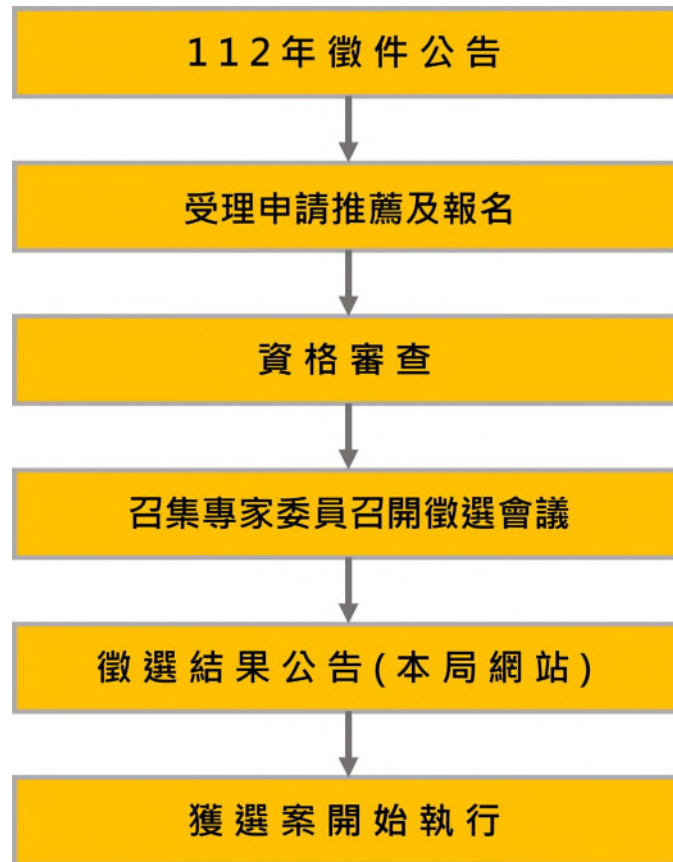 112年徵件公告
受理申請推薦及報名
資格審查
召集專家委員召開徵選會議
徵選結果公告(本局網站)
獲選案開始執行